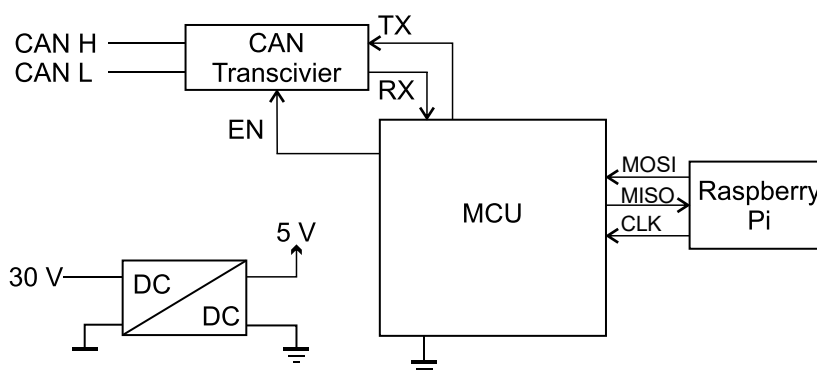 CAN H
CAN L
CAN
Transcivier
TX
RX
EN
MCU
MOSI
MISO
CLK
Raspberry
Pi
30 V
DC
DC
5 V